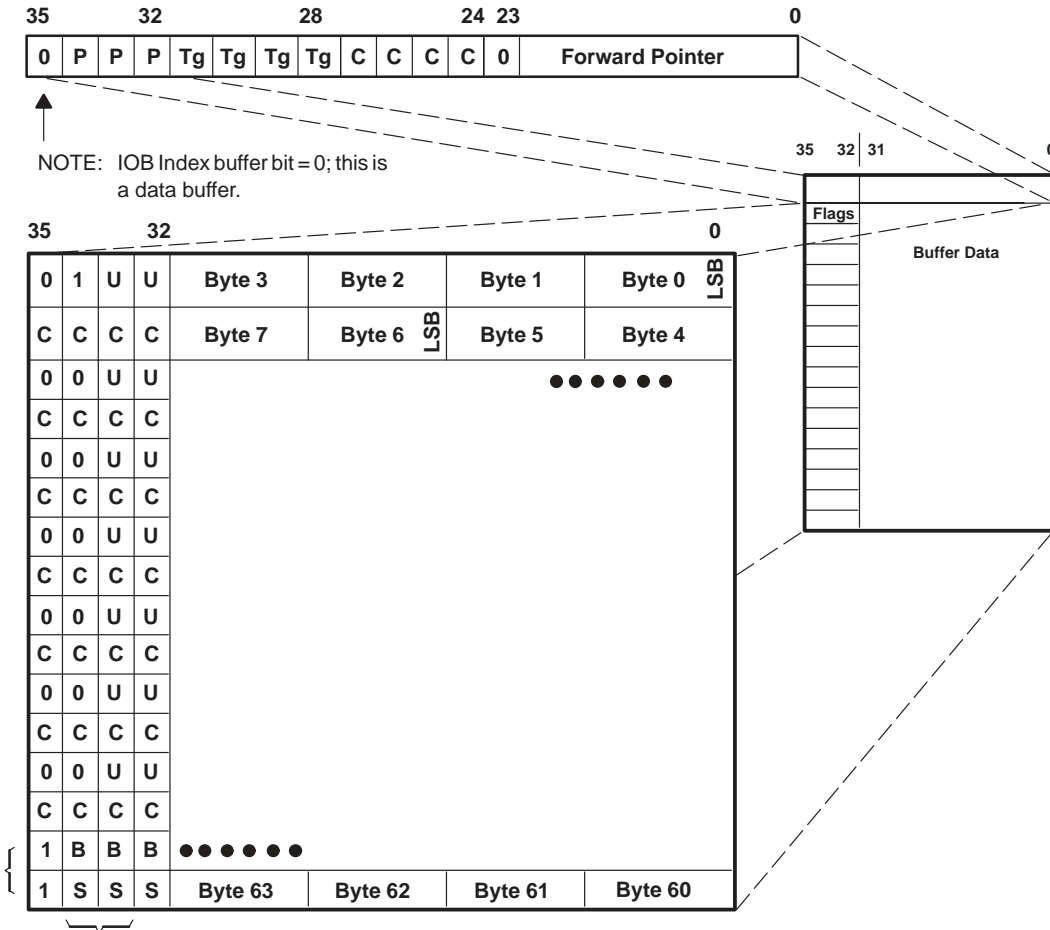 35 32 28 24 23 0
0 P P P Tg Tg Tg Tg C C C C 0 Forward Pointer
NOTE: IOB Index buffer bit = 0; this is
a data buffer.
35 32 31 0
Flags
Buffer Data
35 32 0
0 1 U U Byte 3 Byte 2 Byte 1 Byte 0 LSB
C C C C Byte 7 Byte 6 LSB Byte 5 Byte 4
0 0 U U
C C C C
0 0 U U
C C C C
0 0 U U
C C C C
0 0 U U
C C C C
0 0 U U
C C C C
0 0 U U
C C C C
1 B B B
1 S S S Byte 63 Byte 62 Byte 61 Byte 60